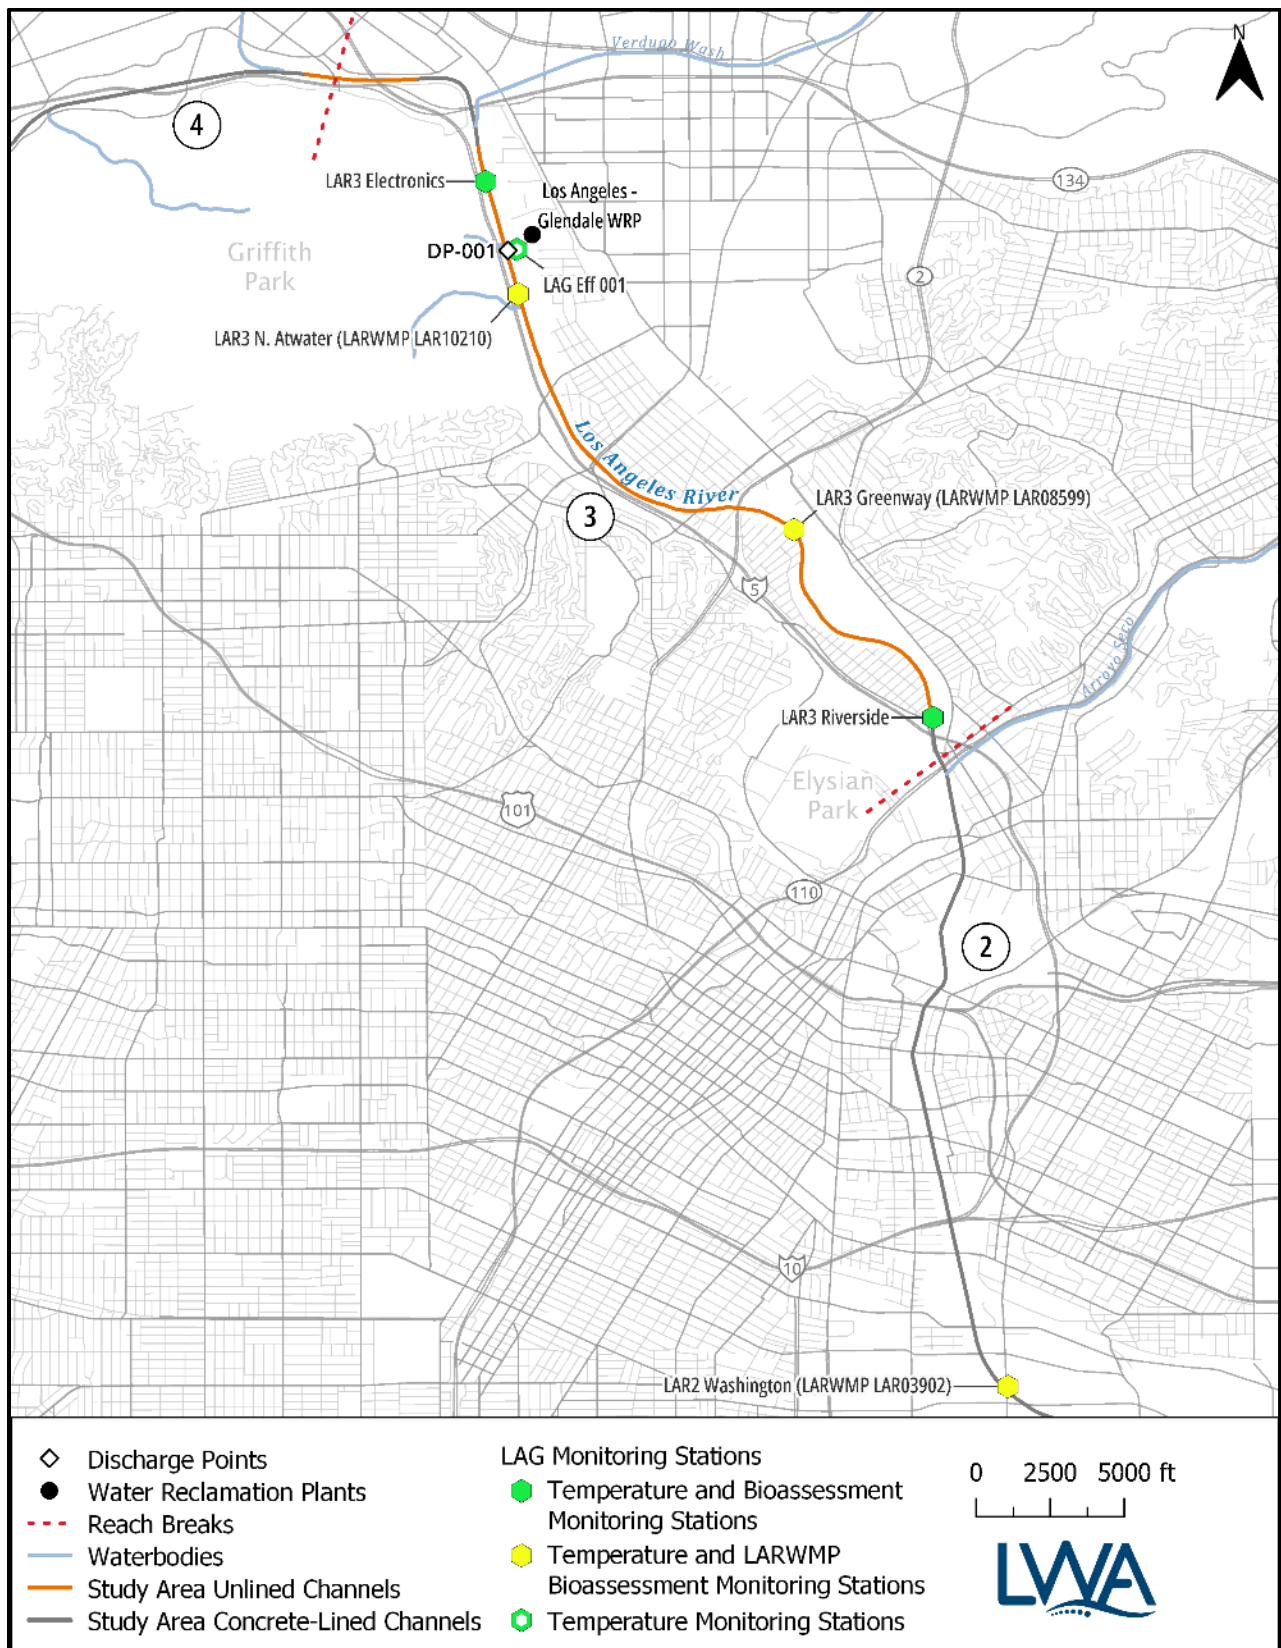 Verdugo Wash
N
4
134
LAR3 Electronics
Los Angeles -
Glendale WRP
Griffith
Park
DP-001
2
LAG Eff 001
LAR3 N. Atwater (LARWMP LAR10210)
Los Angeles River
LAR3 Greenway (LARWMP LAR08599)
3
5
Arroyo Seco
LAR3 Riverside
Elysian
Park
101
110
2
10
LAR2 Washington (LARWMP LAR03902)
Discharge Points
Water Reclamation Plants
Reach Breaks
Waterbodies
Study Area Unlined Channels
Study Area Concrete-Lined Channels
LAG Monitoring Stations
Temperature and Bioassessment
Monitoring Stations
Temperature and LARWMP
Bioassessment Monitoring Stations
Temperature Monitoring Stations
0 2500 5000 ft
LWA